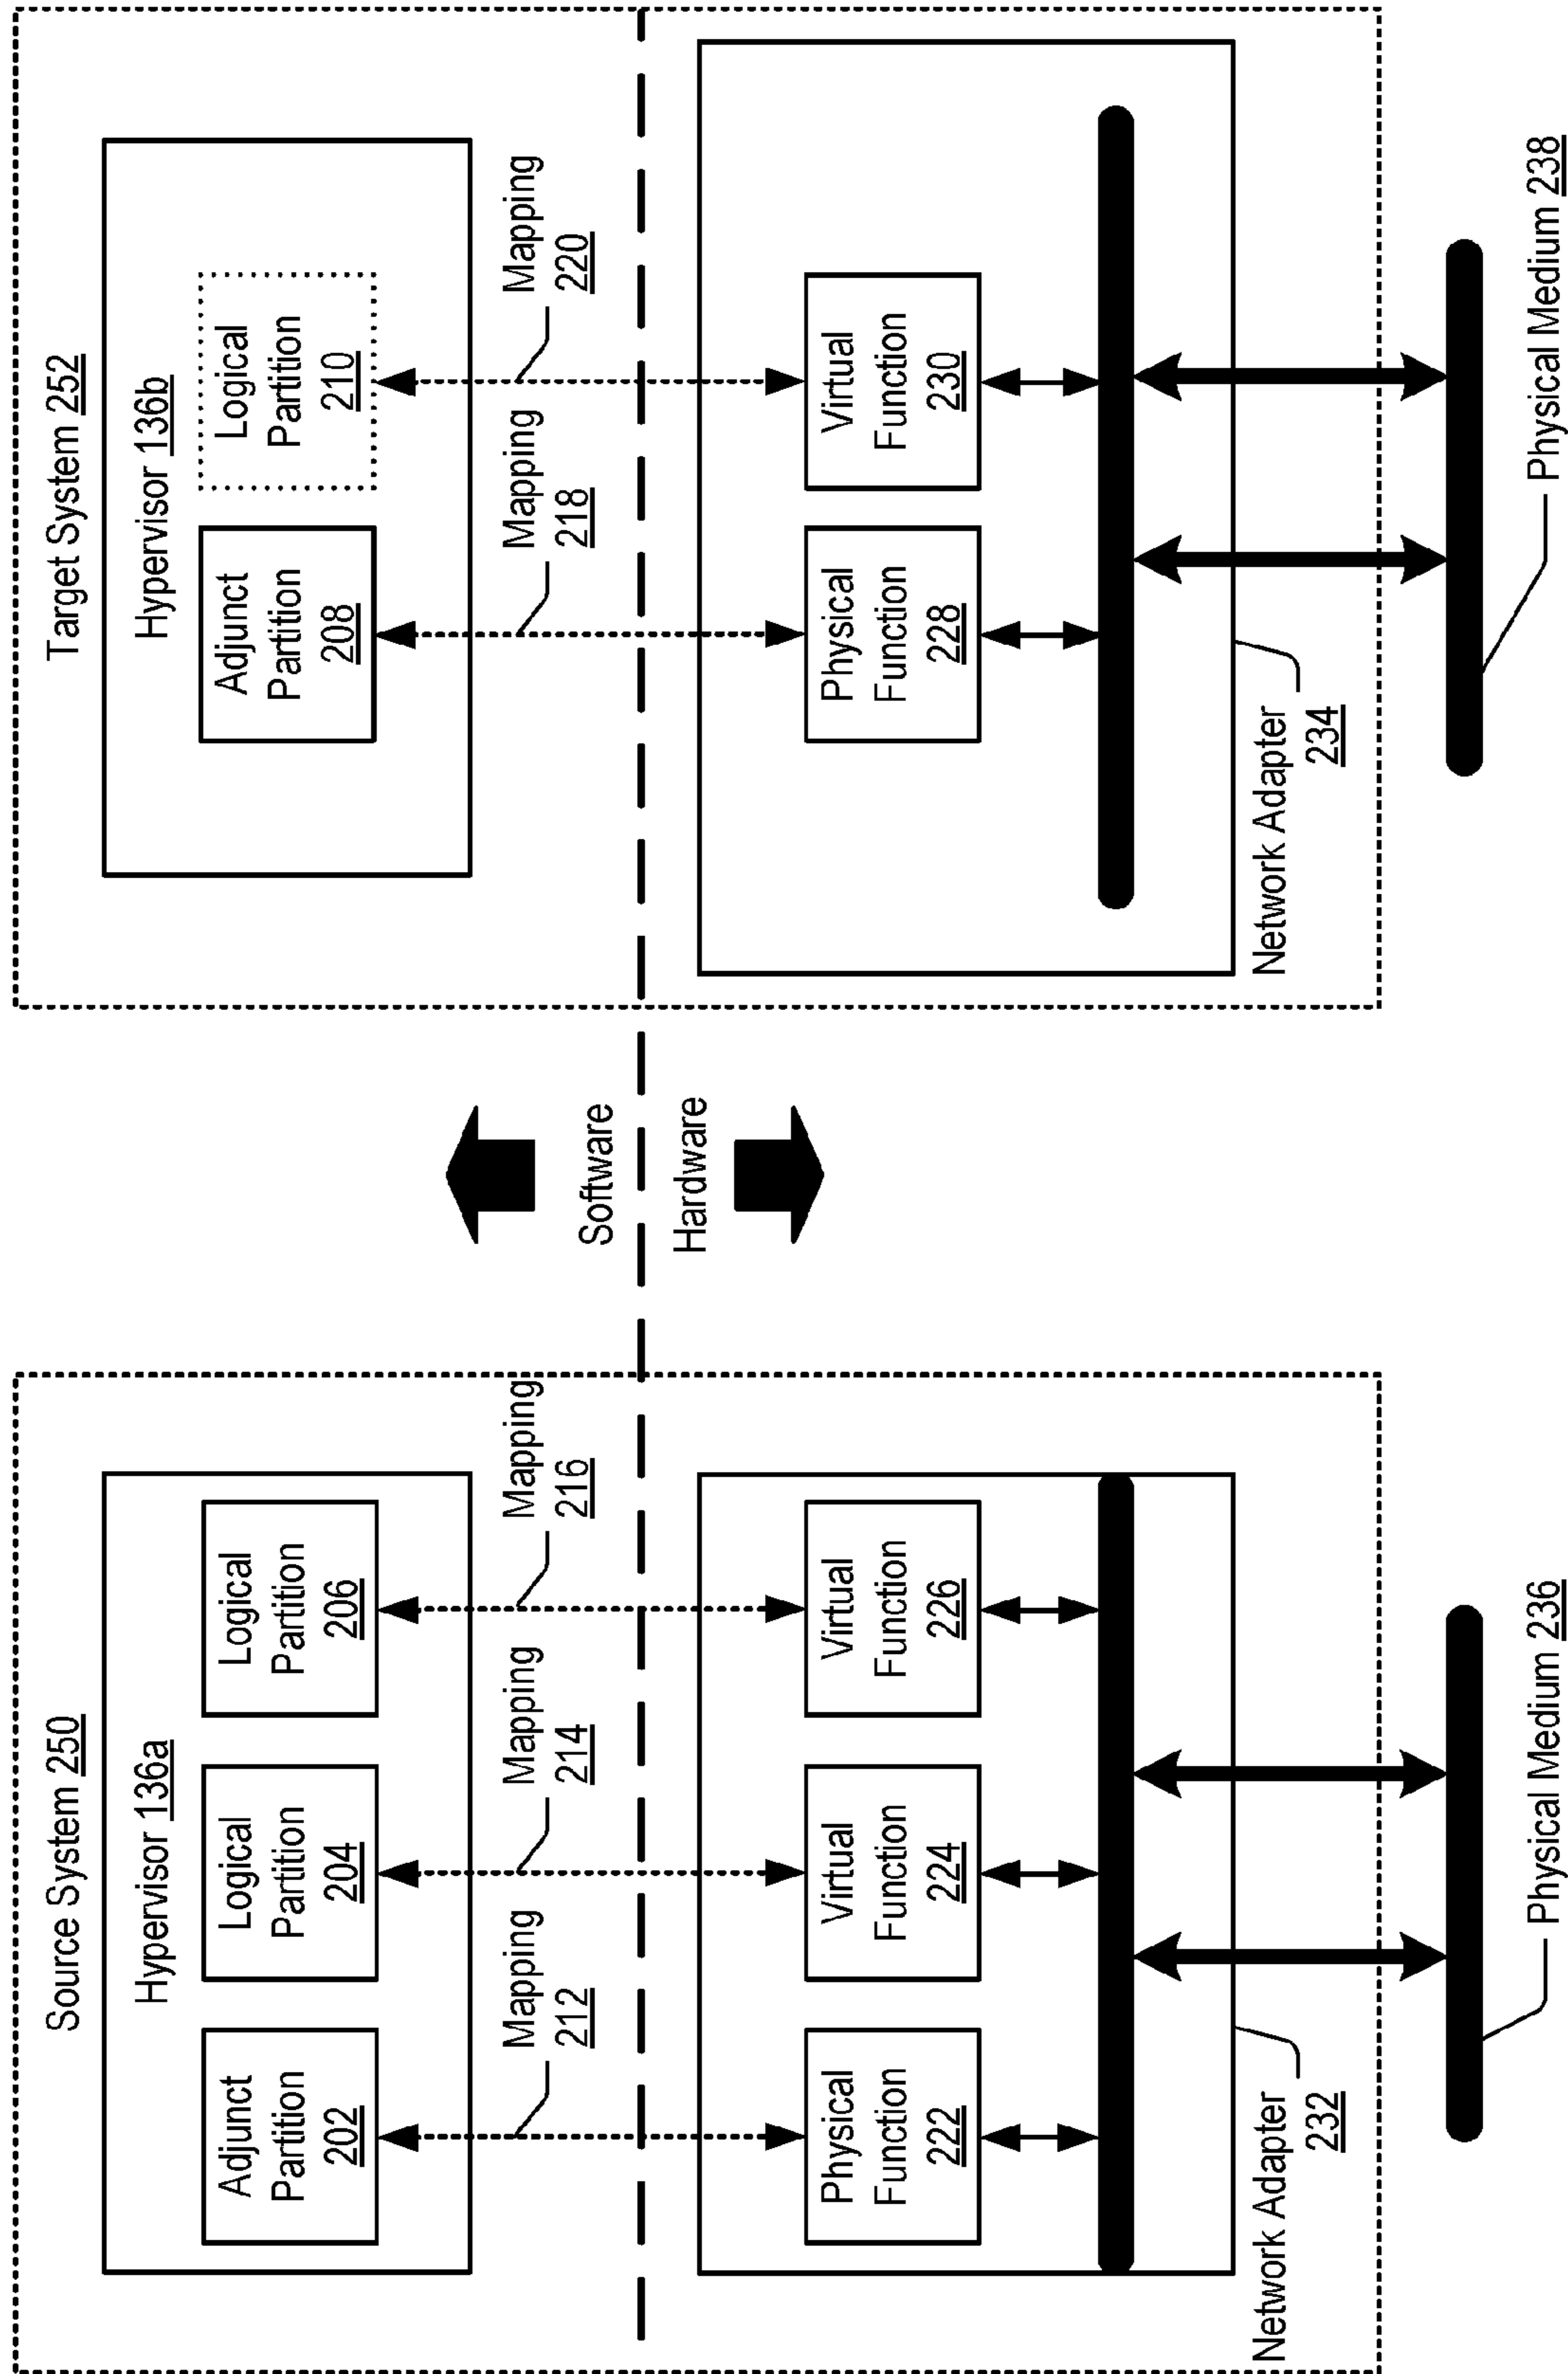 Source System 250
Hypervisor 136a
Adjunct
Partition
202
Logical
Partition
204
Logical
Partition
206
Mapping
212
Mapping
214
Mapping
216
Physical
Function
222
Virtual
Function
224
Virtual
Function
226
Network Adapter
232
Physical Medium 236
Software
Hardware
Target System 252
Hypervisor 136b
Adjunct
Partition
208
Logical
Partition
210
Mapping
218
Mapping
220
Physical
Function
228
Virtual
Function
230
Network Adapter
234
Physical Medium 238